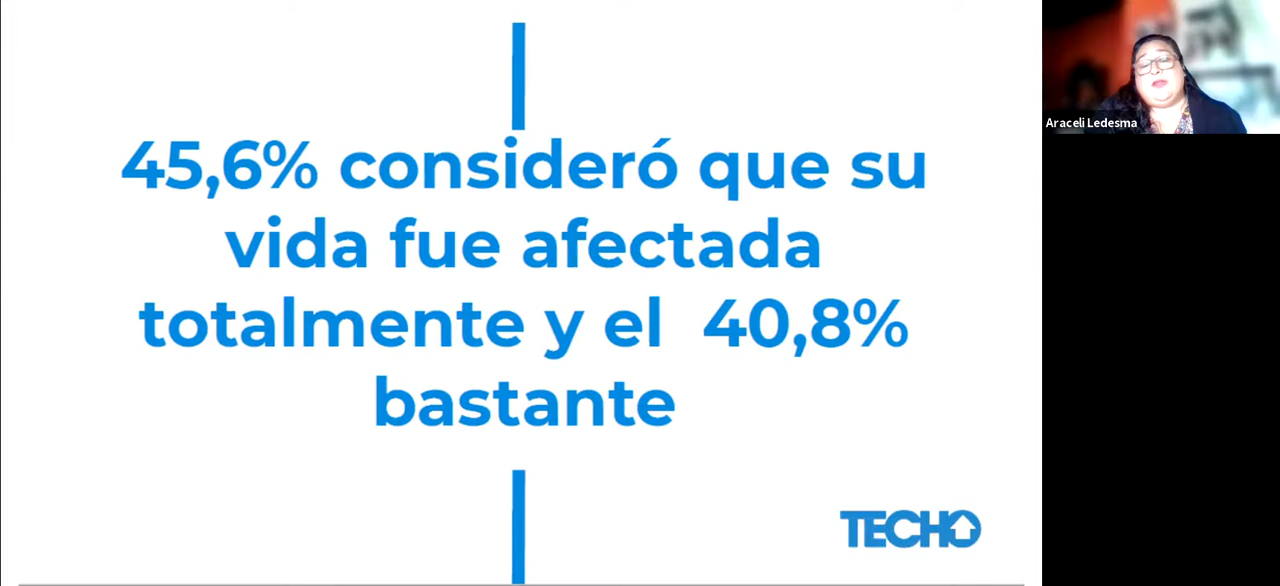 45,6% consideró que su
vida fue afectada
totalmente y el 40,8%
bastante
TECHO
Araceli Ledesma